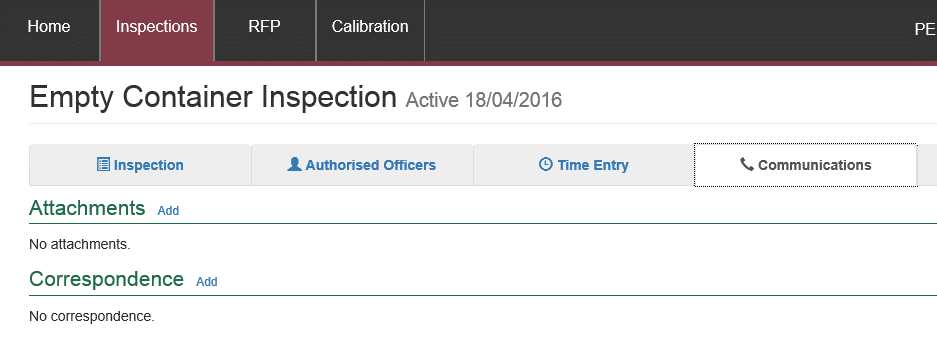 Home Inspections RFP Calibration PE
Empty Container Inspection Active 18/04/2016
Inspection Authorised Officers Time Entry Communications
Attachments Add
No attachments.
Correspondence Add
No correspondence.